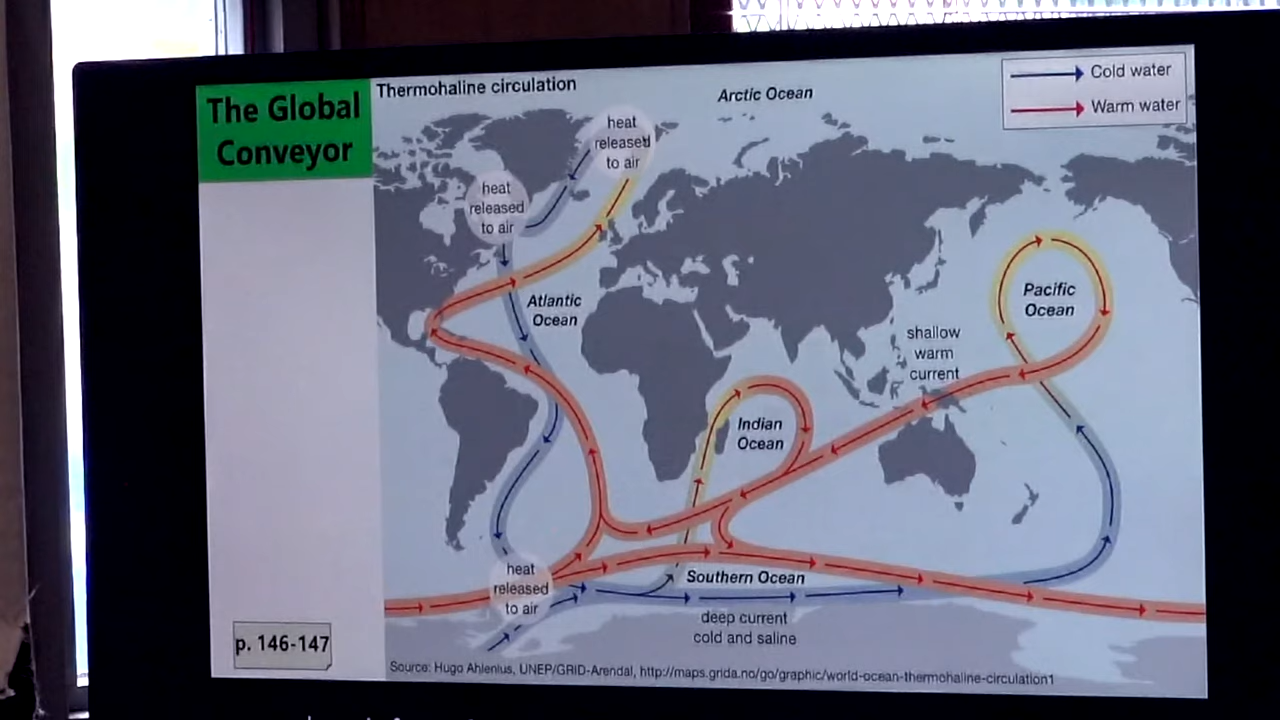 The Global
Conveyor
Thermohaline circulation
Arctic Ocean
Cold water
Warm water
heat
released
to air
heat
released
to air
Atlantic
Ocean
Pacific
Ocean
shallow
warm
current
Indian
Ocean
heat
released
to air
Southern Ocean
deep current
cold and saline
p. 146-147
Source: Hugo Ahlenius, UNEP/GRID-Arendal, http://maps.grida.no/go/graphic/world-ocean-thermohaline-circulation1